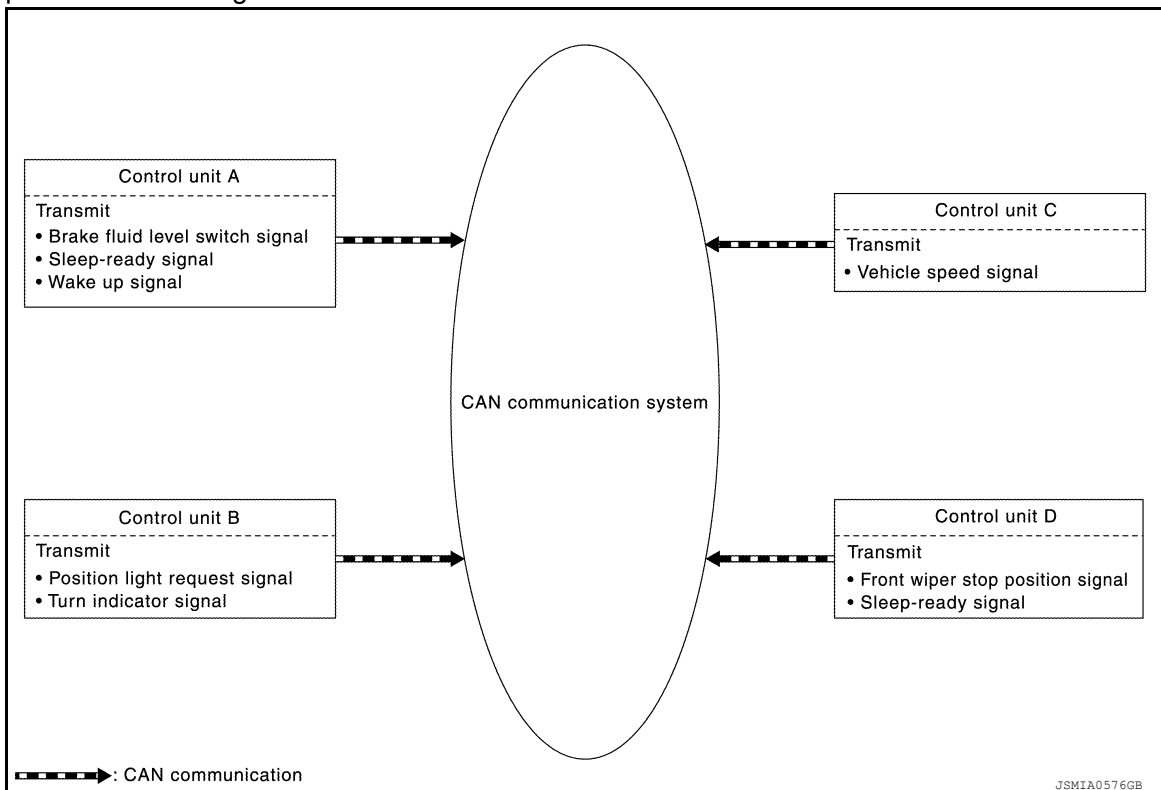 Control unit A
Transmit
• Brake fluid level switch signal
• Sleep-ready signal
• Wake up signal
Control unit C
Transmit
• Vehicle speed signal
CAN communication system
Control unit B
Transmit
• Position light request signal
• Turn indicator signal
Control unit D
Transmit
• Front wiper stop position signal
• Sleep-ready signal
: CAN communication
JSMIA0576GB